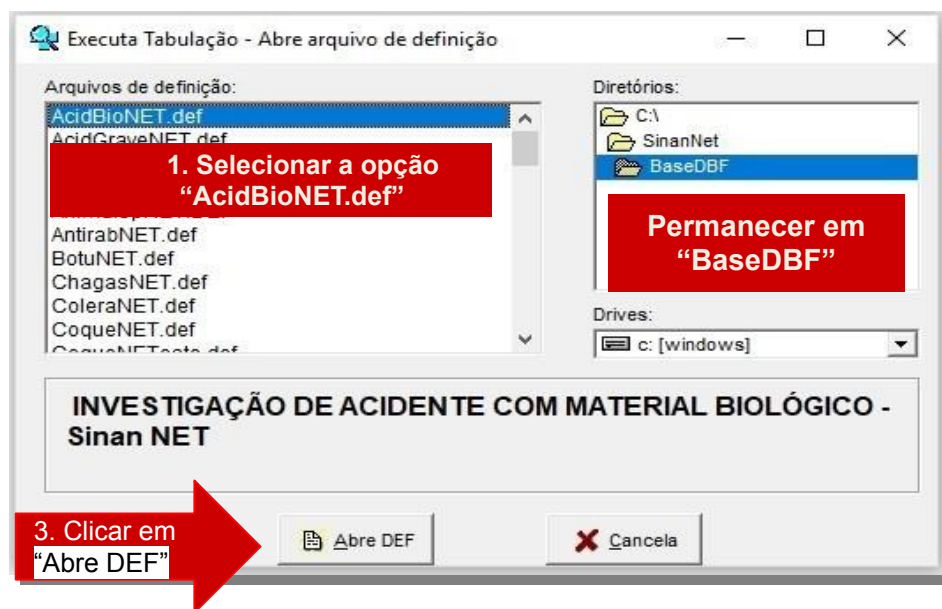 Executa Tabulação - Abre arquivo de definição
Arquivos de definição:
AcidBioNET.def
AcidGraveNET.def
1. Selecionar a opção
“AcidBioNET.def”
AntirabNET.def
BotuNET.def
ChagasNET.def
ColeraNET.def
CoqueNET.def
Diretórios:
C:\
SinanNet
BaseDBF
Permanecer em
“BaseDBF”
Drives:
c: [windows]
INVESTIGAÇÃO DE ACIDENTE COM MATERIAL BIOLÓGICO -
Sinan NET
3. Clicar em
“Abre DEF”
Abre DEF
Cancela